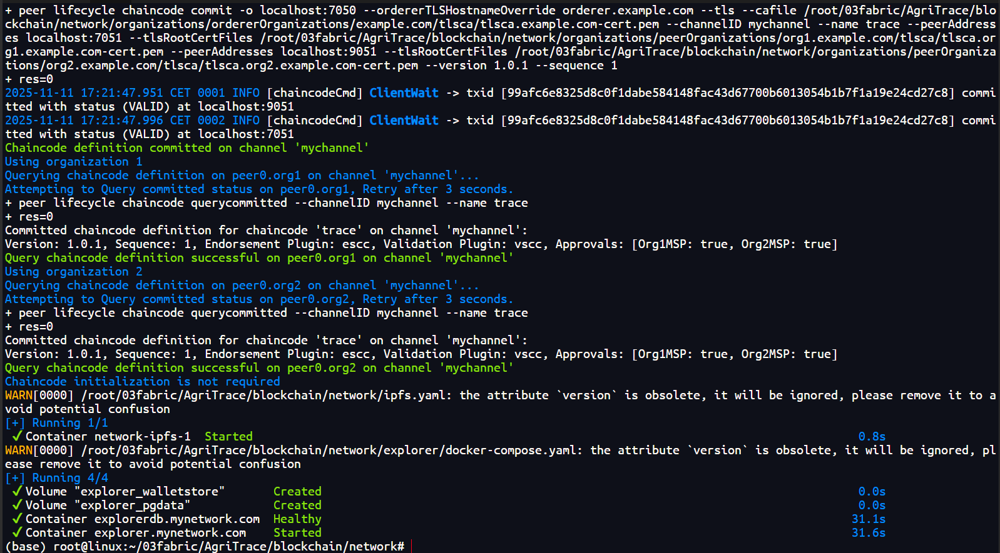 + peer lifecycle chaincode commit -o localhost:7050 --ordererTLSHostnameOverride orderer.example.com --tls --cafile /root/03fabric/AgriTrace/blo
ckchain/network/organizations/ordererOrganizations/example.com/tlsca/tlsca.example.com-cert.pem --channelID mychannel --name trace --peerAddress
es localhost:7051 --tlsRootCertFiles /root/03fabric/AgriTrace/blockchain/network/organizations/peerOrganizations/org1.example.com/tlsca/tlsca.or
g1.example.com-cert.pem --peerAddresses localhost:9051 --tlsRootCertFiles /root/03fabric/AgriTrace/blockchain/network/organizations/peerOrganiza
tions/org2.example.com/tlsca/tlsca.org2.example.com-cert.pem --version 1.0.1 --sequence 1
+ res=0
2025-11-11 17:21:47.951 CET 0001 INFO [chaincodeCmd] ClientWait -> txid [99afc6e8325d8c0f1dabe584148fac43d67700b6013054b1b7f1a19e24cd27c8] commi
tted with status (VALID) at localhost:9051
2025-11-11 17:21:47.996 CET 0002 INFO [chaincodeCmd] ClientWait -> txid [99afc6e8325d8c0f1dabe584148fac43d67700b6013054b1b7f1a19e24cd27c8] commi
tted with status (VALID) at localhost:7051
Chaincode definition committed on channel 'mychannel'
Using organization 1
Querying chaincode definition on peer0.org1 on channel 'mychannel'...
Attempting to Query committed status on peer0.org1, Retry after 3 seconds.
+ peer lifecycle chaincode querycommitted --channelID mychannel --name trace
+ res=0
Committed chaincode definition for chaincode 'trace' on channel 'mychannel':
Version: 1.0.1, Sequence: 1, Endorsement Plugin: escc, Validation Plugin: vscc, Approvals: [Org1MSP: true, Org2MSP: true]
Query chaincode definition successful on peer0.org1 on channel 'mychannel'
Using organization 2
Querying chaincode definition on peer0.org2 on channel 'mychannel'...
Attempting to Query committed status on peer0.org2, Retry after 3 seconds.
+ peer lifecycle chaincode querycommitted --channelID mychannel --name trace
+ res=0
Committed chaincode definition for chaincode 'trace' on channel 'mychannel':
Version: 1.0.1, Sequence: 1, Endorsement Plugin: escc, Validation Plugin: vscc, Approvals: [Org1MSP: true, Org2MSP: true]
Query chaincode definition successful on peer0.org2 on channel 'mychannel'
Chaincode initialization is not required
WARN[0000] /root/03fabric/AgriTrace/blockchain/network/ipfs.yaml: the attribute `version` is obsolete, it will be ignored, please remove it to a
void potential confusion
[+] Running 1/1
✔ Container network-ipfs-1  Started 0.8s
WARN[0000] /root/03fabric/AgriTrace/blockchain/network/explorer/docker-compose.yaml: the attribute `version` is obsolete, it will be ignored, pl
ease remove it to avoid potential confusion
[+] Running 4/4
✔ Volume "explorer_walletstore" Created 0.0s
✔ Volume "explorer_pgdata" Created 0.0s
✔ Container explorerdb.mynetwork.com Healthy 31.1s
✔ Container explorer.mynetwork.com Started 31.6s
(base) root@linux:~/03fabric/AgriTrace/blockchain/network#